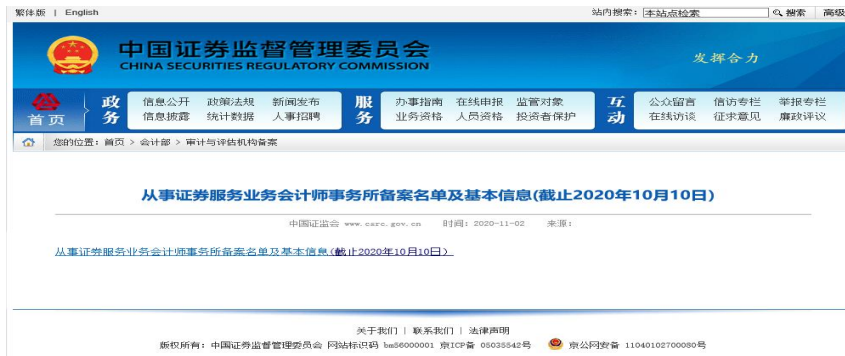 繁体版 | English
站内搜索: 本站点检索 搜索 高级
中国证券监督管理委员会
CHINA SECURITIES REGULATORY COMMISSION
发挥合力
首页
政务
信息公开 政策法规 新闻发布
信息披露 统计数据 人事招聘
服务
办事指南 在线申报 监管对象
业务资格 人员资格 投资者保护
互动
公众留言 信访专栏 举报专栏
在线访谈 征求意见 廉政评议
您的位置: 首页 > 会计部 > 审计与评估机构备案
从事证券服务业务会计师事务所备案名单及基本信息(截止2020年10月10日)
中国证监会 www.csrc.gov.cn 时间: 2020-11-02 来源:
从事证券服务业务会计师事务所备案名单及基本信息(截止2020年10月10日)
关于我们 | 联系我们 | 法律声明
版权所有: 中国证券监督管理委员会 网站标识码 bm56000001 京ICP备 05035542号 京公网安备 11040102700080号